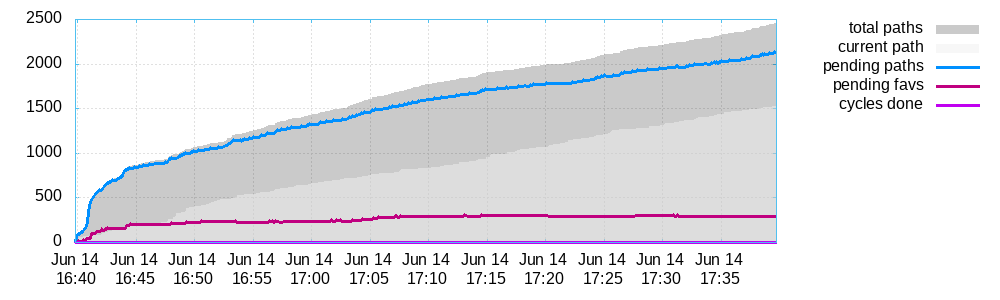 2500
2000
1500
1000
500
0
Jun 14 Jun 14 Jun 14 Jun 14 Jun 14 Jun 14 Jun 14 Jun 14 Jun 14 Jun 14 Jun 14 Jun 14
16:40 16:45 16:50 16:55 17:00 17:05 17:10 17:15 17:20 17:25 17:30 17:35
total paths
current path
pending paths
pending favs
cycles done